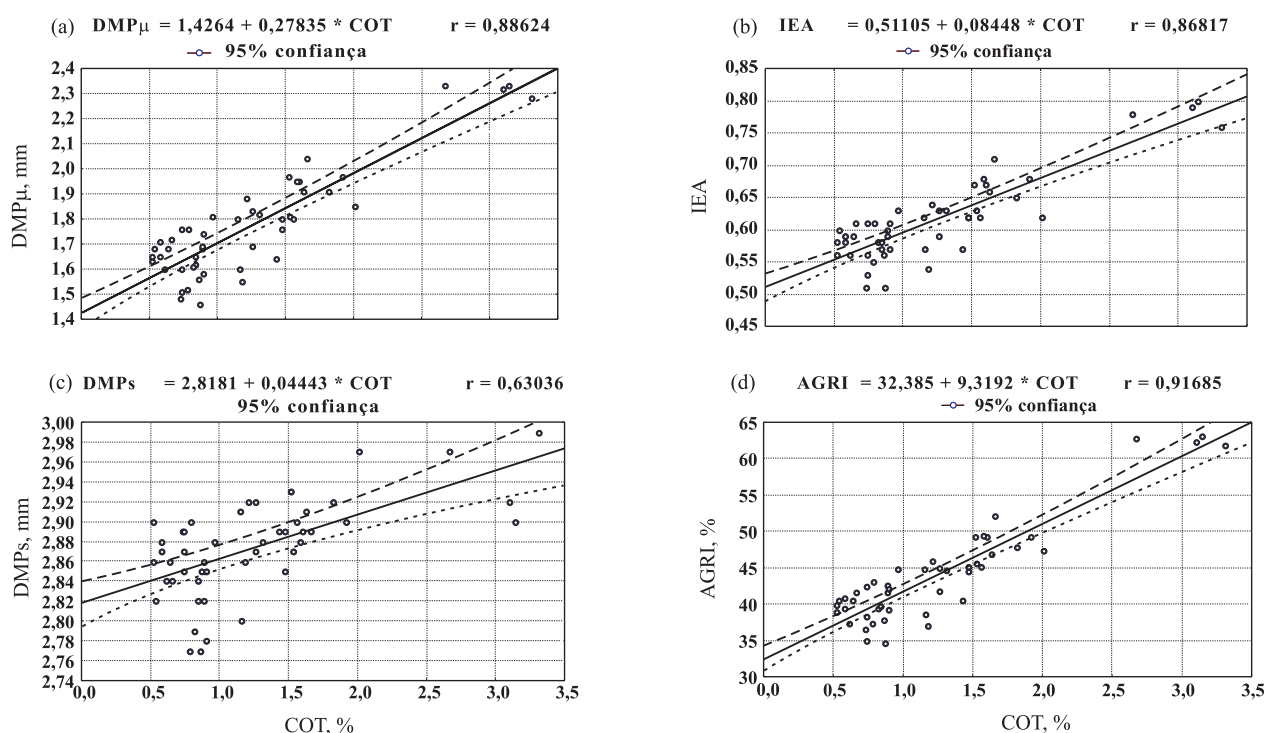 (a) DMPμ = 1,4264 + 0,27835 * COT r = 0,88624
95% confiança
2,4
2,3
2,2
2,1
2,0
1,9
1,8
1,7
1,6
1,5
1,4
DMPμ, mm
(b) IEA = 0,51105 + 0,08448 * COT r = 0,86817
95% confiança
0,85
0,80
0,75
0,70
0,65
0,60
0,55
0,50
0,45
IEA
(c) DMPs = 2,8181 + 0,04443 * COT r = 0,63036
95% confiança
3,00
2,98
2,96
2,94
2,92
2,90
2,88
2,86
2,84
2,82
2,80
2,78
2,76
2,74
DMPs, mm
0,0 0,5 1,0 1,5 2,0 2,5 3,0 3,5
COT, %
(d) AGRI = 32,385 + 9,3192 * COT r = 0,91685
95% confiança
65
60
55
50
45
40
35
30
AGRI, %
0,0 0,5 1,0 1,5 2,0 2,5 3,0 3,5
COT, %